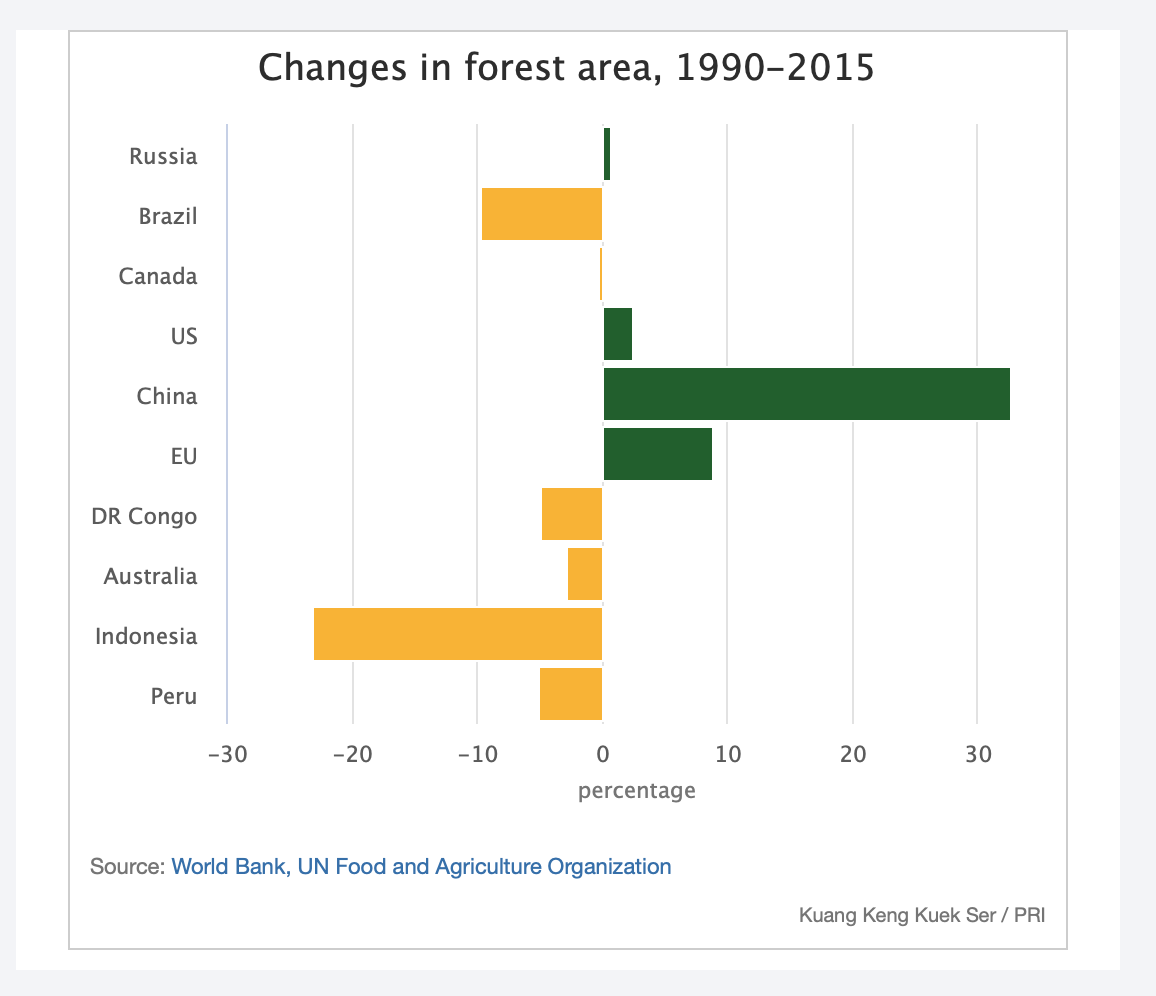 Changes in forest area, 1990–2015
Russia
Brazil
Canada
US
China
EU
DR Congo
Australia
Indonesia
Peru
−30 −20 −10 0 10 20 30
percentage
Source: World Bank, UN Food and Agriculture Organization
Kuang Keng Kuek Ser / PRI